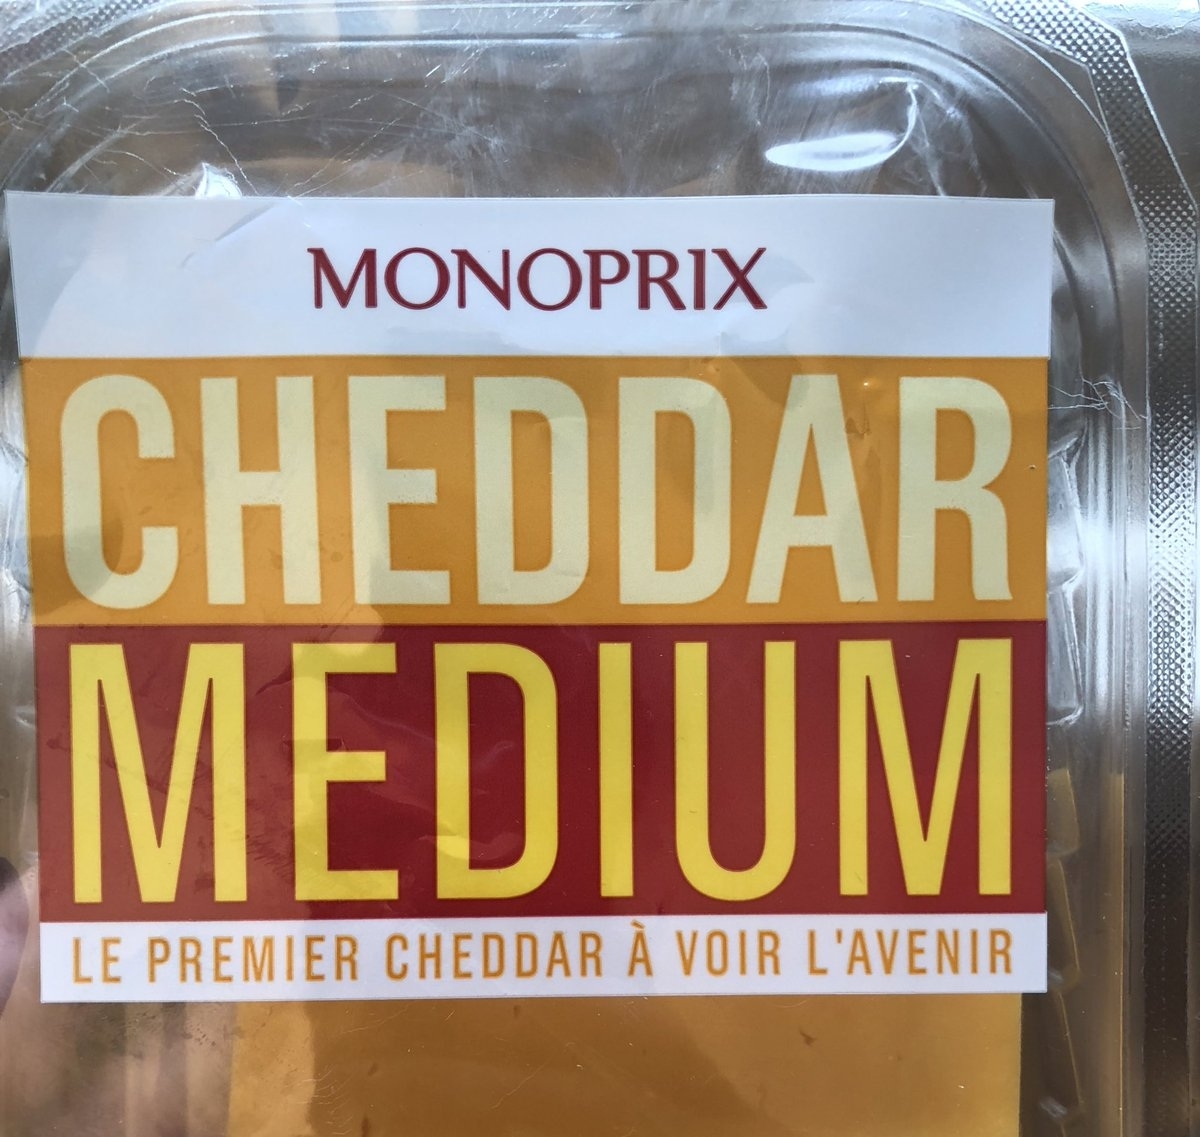 MONOPRIX
CHEDDAR
MEDIUM
LE PREMIER CHEDDAR À VOIR L'AVENIR